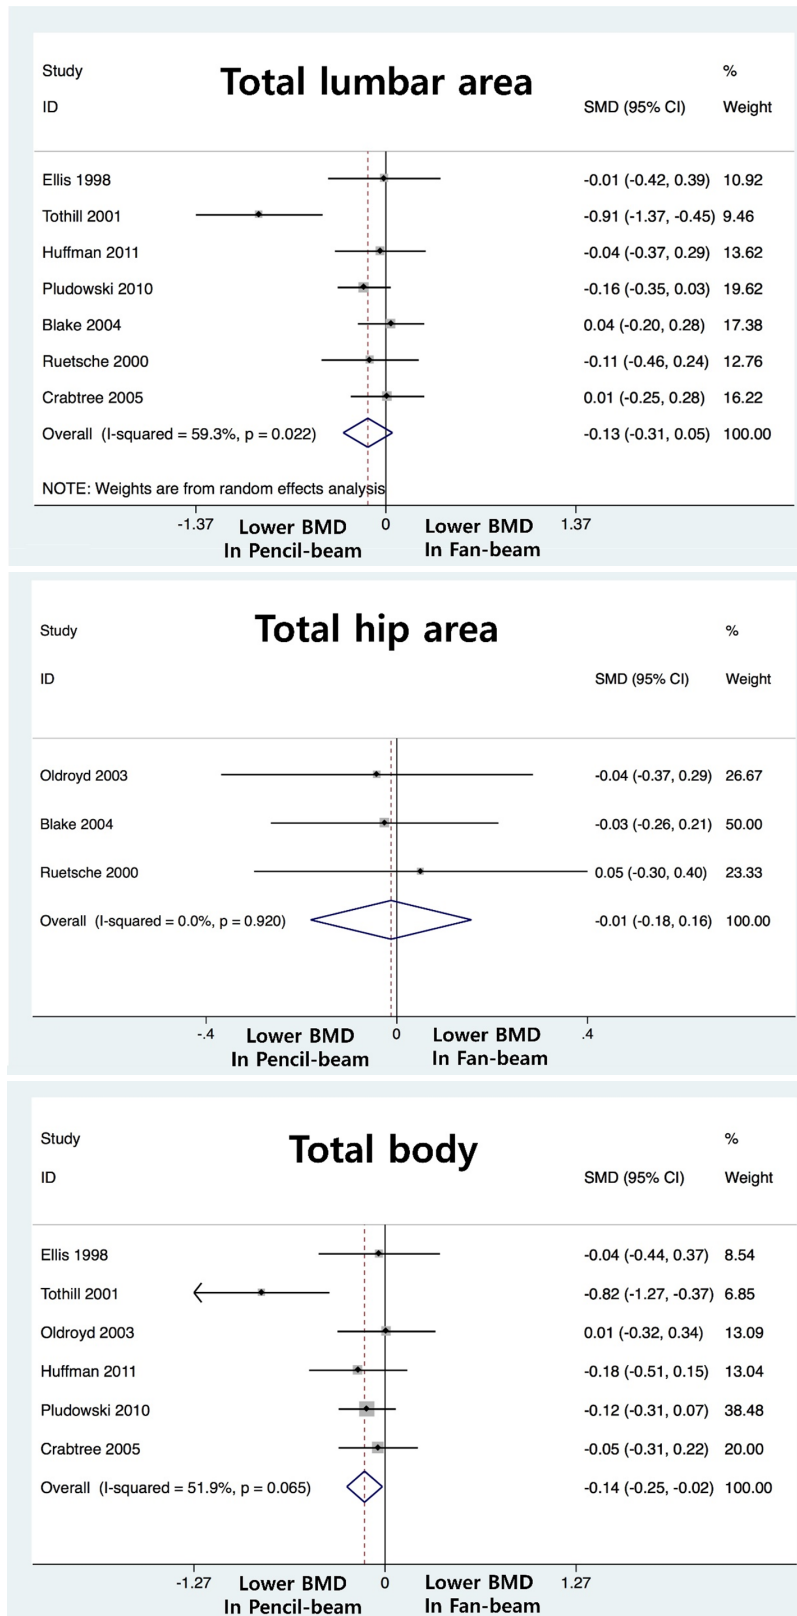 Study Total lumbar area %
ID SMD (95% CI) Weight
Ellis 1998 -0.01 (-0.42, 0.39) 10.92
Tothill 2001 -0.91 (-1.37, -0.45) 9.46
Huffman 2011 -0.04 (-0.37, 0.29) 13.62
Pludowski 2010 -0.16 (-0.35, 0.03) 19.62
Blake 2004 0.04 (-0.20, 0.28) 17.38
Ruetsche 2000 -0.11 (-0.46, 0.24) 12.76
Crabtree 2005 0.01 (-0.25, 0.28) 16.22
Overall (I-squared = 59.3%, p = 0.022) -0.13 (-0.31, 0.05) 100.00
NOTE: Weights are from random effects analysis
-1.37 Lower BMD 0 Lower BMD 1.37
In Pencil-beam In Fan-beam
Study Total hip area %
ID SMD (95% CI) Weight
Oldroyd 2003 -0.04 (-0.37, 0.29) 26.67
Blake 2004 -0.03 (-0.26, 0.21) 50.00
Ruetsche 2000 0.05 (-0.30, 0.40) 23.33
Overall (I-squared = 0.0%, p = 0.920) -0.01 (-0.18, 0.16) 100.00
-.4 Lower BMD 0 Lower BMD .4
In Pencil-beam In Fan-beam
Study Total body %
ID SMD (95% CI) Weight
Ellis 1998 -0.04 (-0.44, 0.37) 8.54
Tothill 2001 -0.82 (-1.27, -0.37) 6.85
Oldroyd 2003 0.01 (-0.32, 0.34) 13.09
Huffman 2011 -0.18 (-0.51, 0.15) 13.04
Pludowski 2010 -0.12 (-0.31, 0.07) 38.48
Crabtree 2005 -0.05 (-0.31, 0.22) 20.00
Overall (I-squared = 51.9%, p = 0.065) -0.14 (-0.25, -0.02) 100.00
-1.27 Lower BMD 0 Lower BMD 1.27
In Pencil-beam In Fan-beam